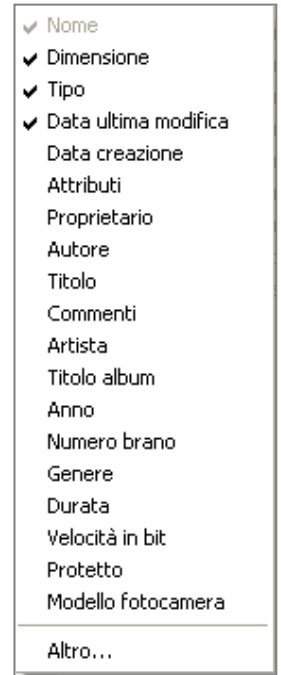 Nome
Dimensione
Tipo
Data ultima modifica
Data creazione
Attributi
Proprietario
Autore
Titolo
Commenti
Artista
Titolo album
Anno
Numero brano
Genere
Durata
Velocità in bit
Protetto
Modello fotocamera
Altro...